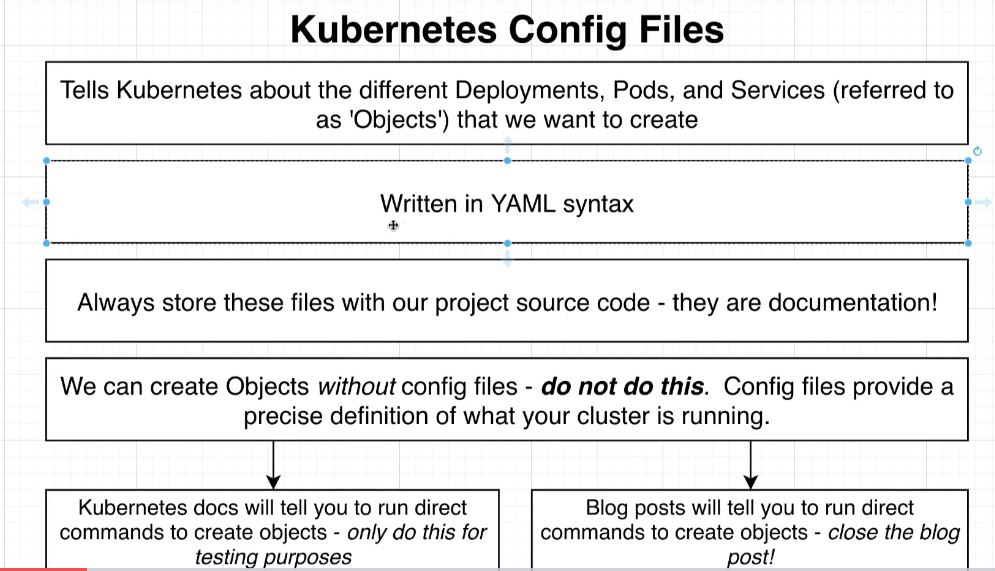 Kubernetes Config Files
Tells Kubernetes about the different Deployments, Pods, and Services (referred to
as 'Objects') that we want to create
Written in YAML syntax
Always store these files with our project source code - they are documentation!
We can create Objects without config files - do not do this.  Config files provide a
precise definition of what your cluster is running.
Kubernetes docs will tell you to run direct
commands to create objects - only do this for
testing purposes
Blog posts will tell you to run direct
commands to create objects - close the blog
post!